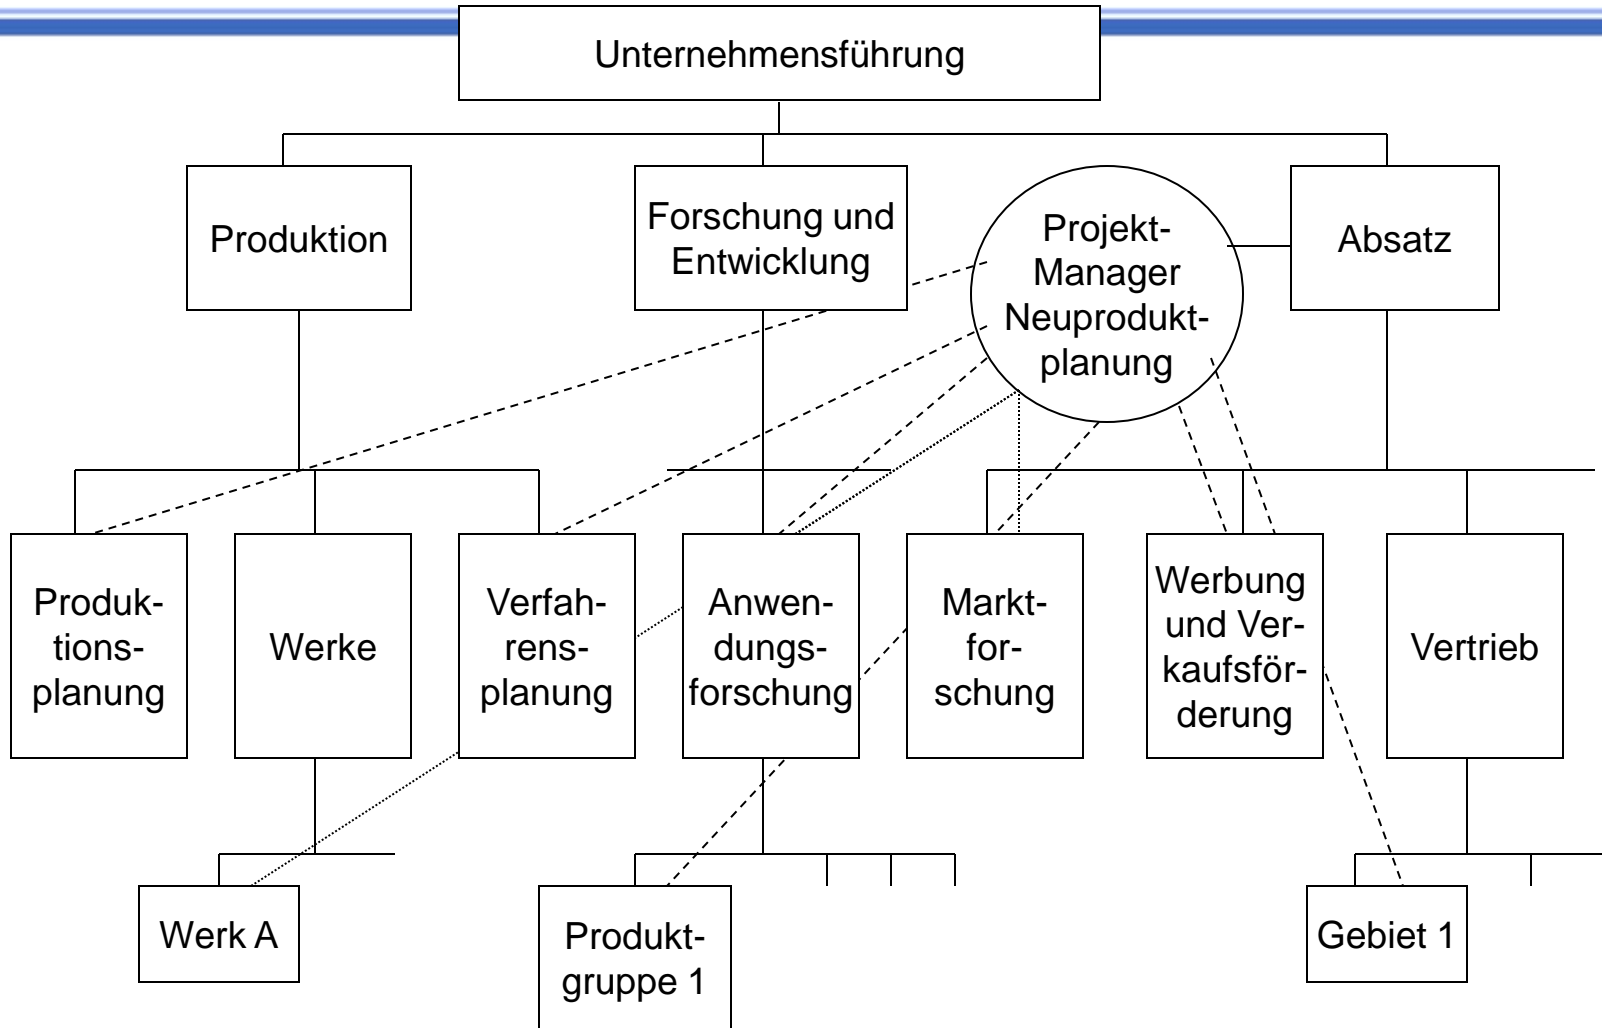 Unternehmensführung
Produktion
Forschung und
Entwicklung
Projekt-
Manager
Neuprodukt-
planung
Absatz
Produk-
tions-
planung
Werke
Verfah-
rens-
planung
Anwen-
dungs-
forschung
Markt-
for-
schung
Werbung
und Ver-
kaufsför-
derung
Vertrieb
Werk A
Produkt-
gruppe 1
Gebiet 1